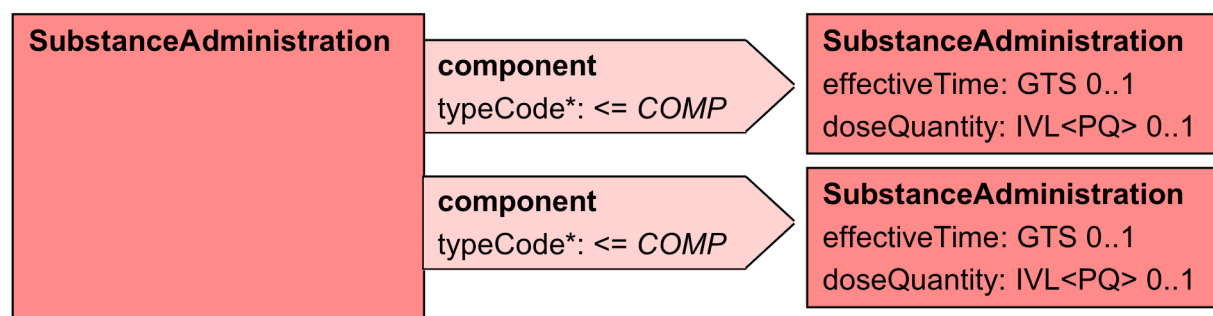 SubstanceAdministration
component
typeCode*: <= COMP
SubstanceAdministration
effectiveTime: GTS 0..1
doseQuantity: IVL<PQ> 0..1
component
typeCode*: <= COMP
SubstanceAdministration
effectiveTime: GTS 0..1
doseQuantity: IVL<PQ> 0..1